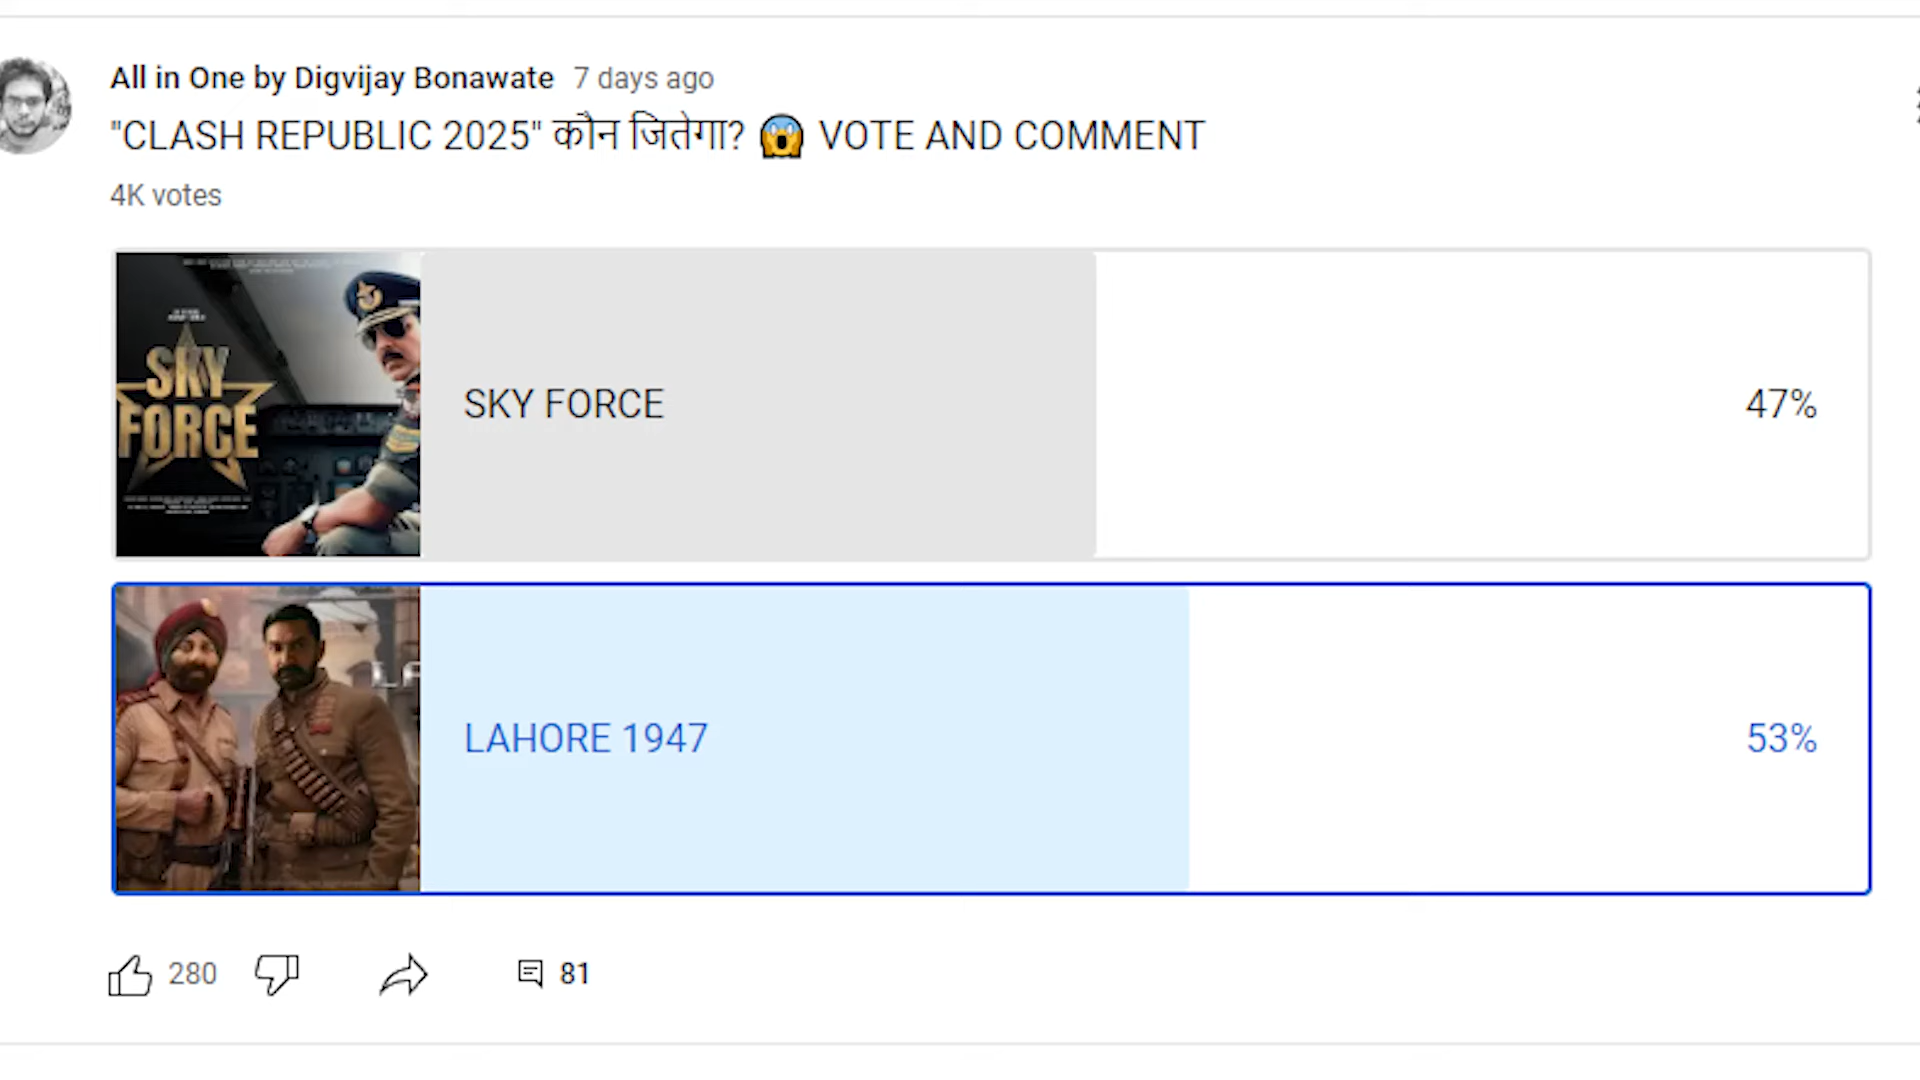 All in One by Digvijay Bonawate 7 days ago
"CLASH REPUBLIC 2025" कौन जितेगा? 😱 VOTE AND COMMENT
4K votes
SKY
FORCE
SKY FORCE
47%
LA
LAHORE 1947
53%
280
81